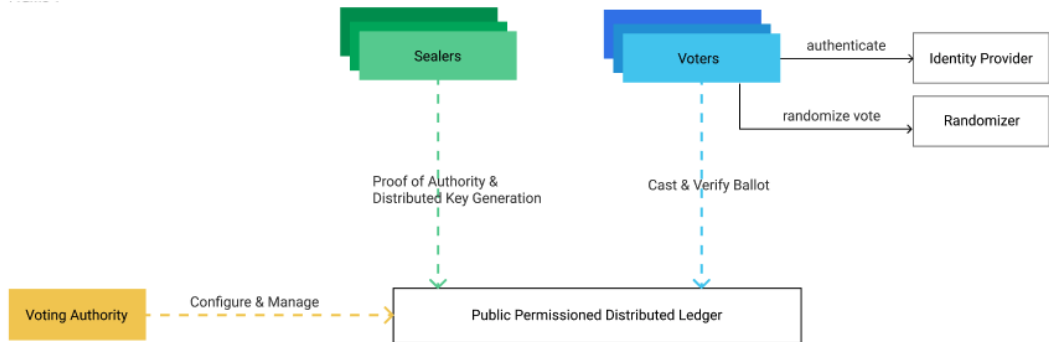 Sealers
Voters
authenticate
Identity Provider
randomize vote
Randomizer
Proof of Authority &
Distributed Key Generation
Cast & Verify Ballot
Voting Authority
Configure & Manage
Public Permissioned Distributed Ledger